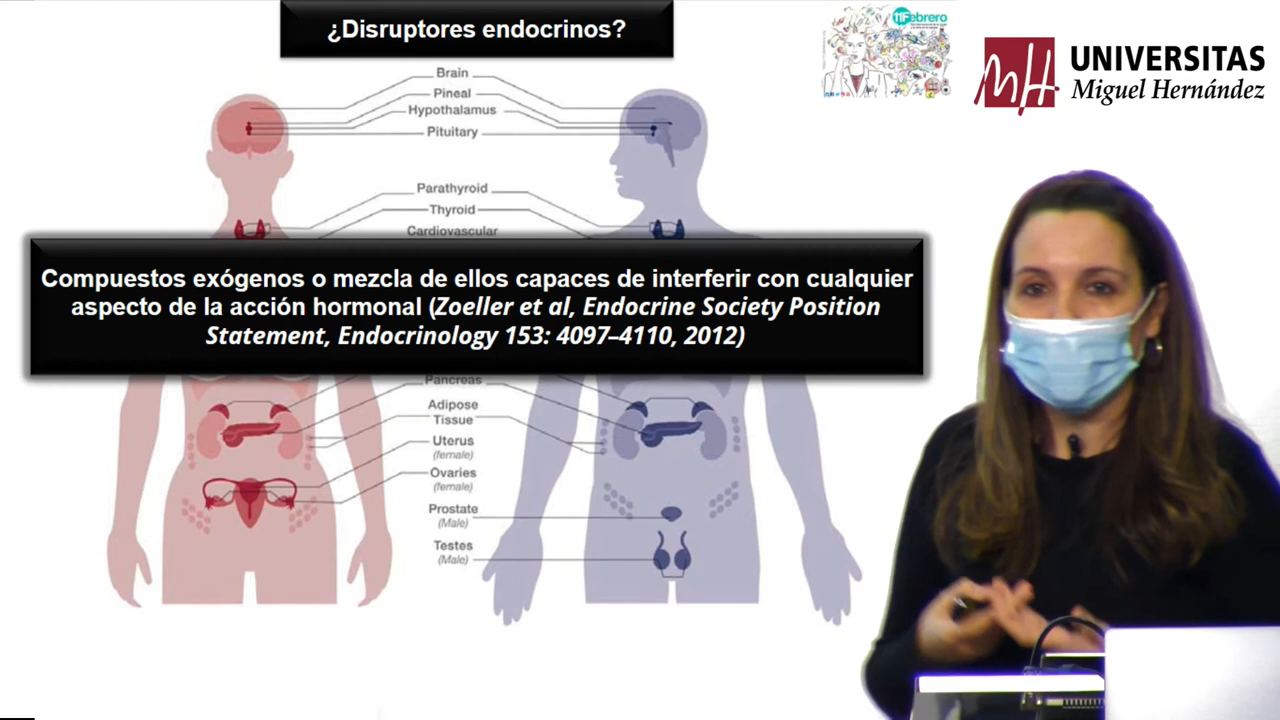 ¿Disruptores endocrinos?
11Febrero
UNIVERSITAS
Miguel Hernández
Brain
Pineal
Hypothalamus
Pituitary
Parathyroid
Thyroid
Cardiovascular
Compuestos exógenos o mezcla de ellos capaces de interferir con cualquier
aspecto de la acción hormonal (Zoeller et al, Endocrine Society Position
Statement, Endocrinology 153: 4097–4110, 2012)
Pancreas
Adipose
Tissue
Uterus
(female)
Ovaries
(female)
Prostate
(Male)
Testes
(Male)